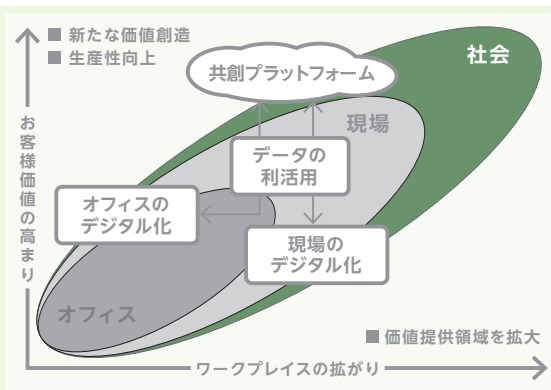 ■ 新たな価値創造
■ 生産性向上
社会
共創プラットフォーム
現場
データの
利活用
オフィスの
デジタル化
現場の
デジタル化
オフィス
お客様価値の高まり
■ 価値提供領域を拡大
ワークプレイスの拡がり